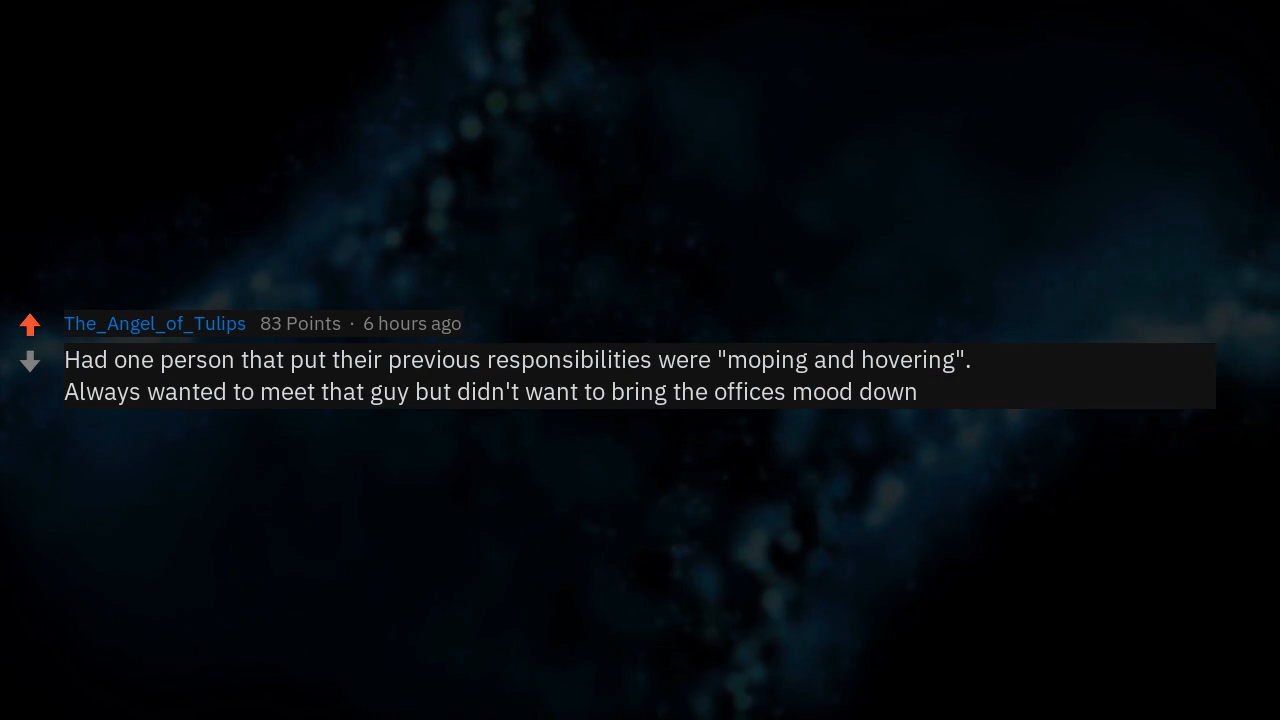 The_Angel_of_Tulips 83 Points · 6 hours ago
Had one person that put their previous responsibilities were "moping and hovering".
Always wanted to meet that guy but didn't want to bring the offices mood down